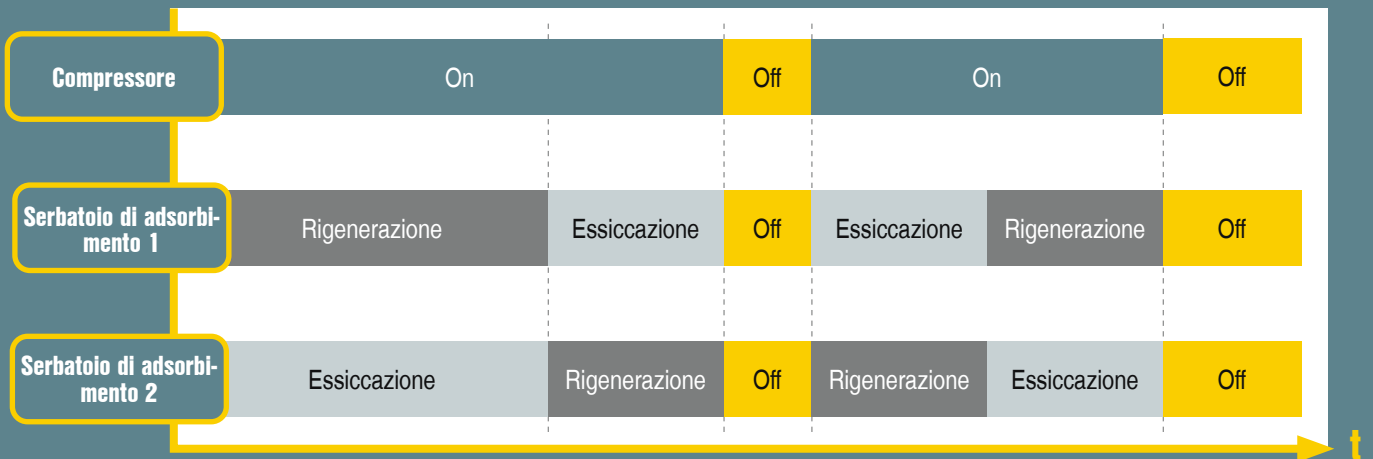 Compressore
On
Off
On
Off
Serbatoio di adsorbi-
mento 1
Rigenerazione
Essiccazione
Off
Essiccazione
Rigenerazione
Off
Serbatoio di adsorbi-
mento 2
Essiccazione
Rigenerazione
Off
Rigenerazione
Essiccazione
Off
t